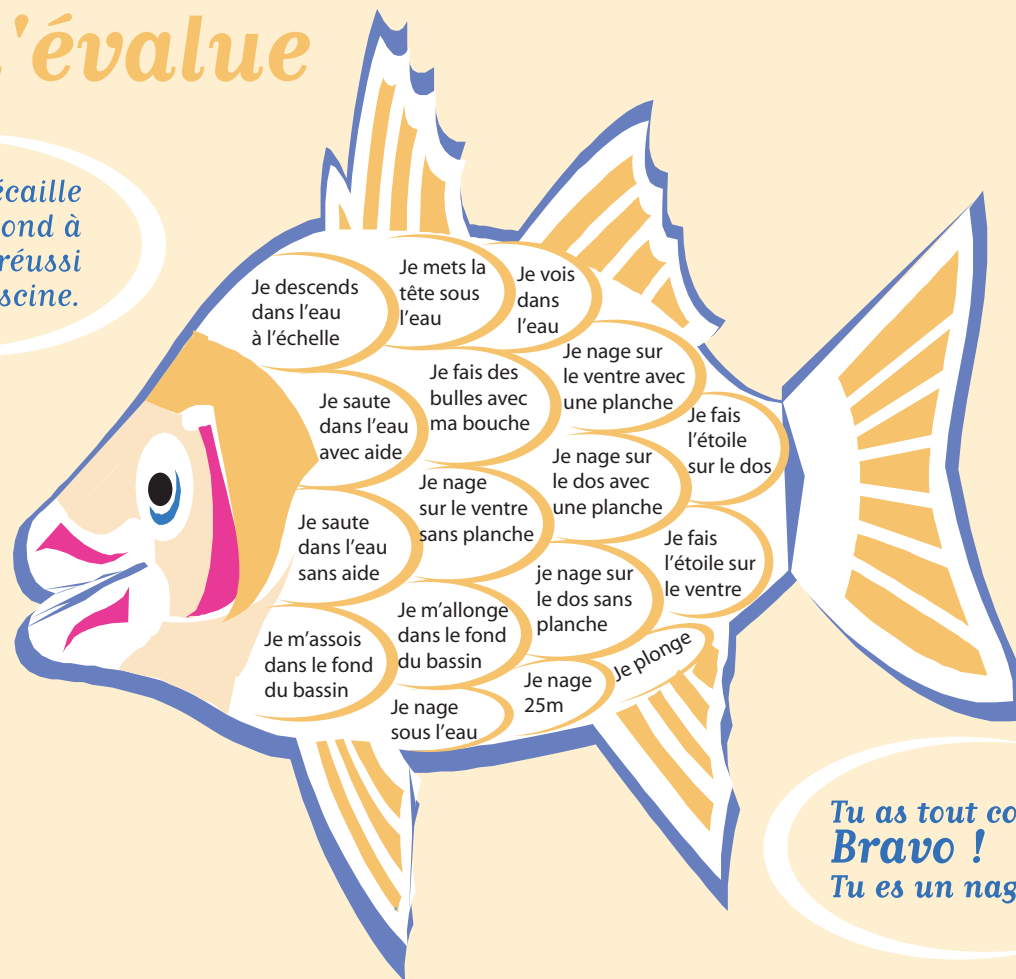 l'évalue
écaille
ond à
réussi
scine.
Je descends
dans l'eau
à l'échelle
Je mets la
tête sous
l'eau
Je vois
dans
l'eau
Je saute
dans l'eau
avec aide
Je fais des
bulles avec
ma bouche
Je nage sur
le ventre avec
une planche
Je fais
l'étoile
sur le dos
Je saute
dans l'eau
sans aide
Je nage
sur le ventre
sans planche
Je nage sur
le dos avec
une planche
Je fais
l'étoile sur
le ventre
Je m'assois
dans le fond
du bassin
Je m'allonge
dans le fond
du bassin
je nage sur
le dos sans
planche
Je plonge
Je nage
sous l'eau
Je nage
25m
Tu as tout co
Bravo !
Tu es un nag